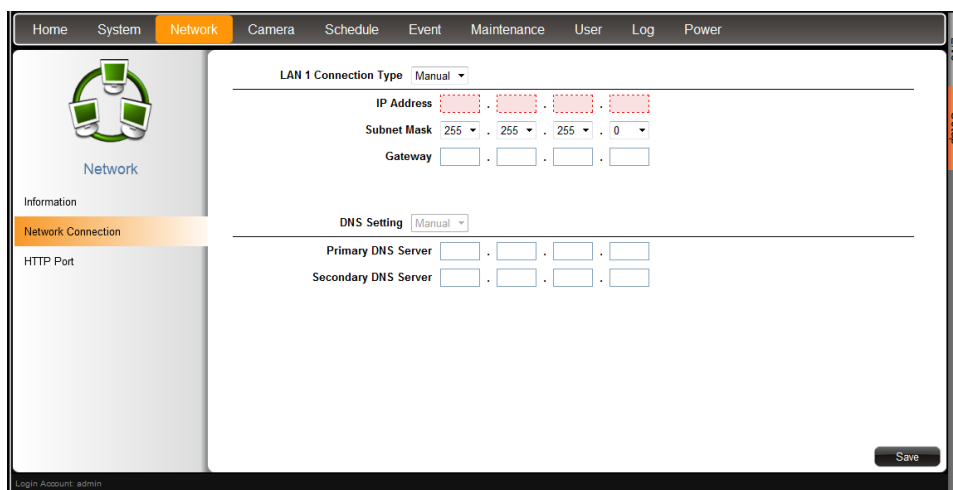 Home System Network Camera Schedule Event Maintenance User Log Power
Network
Information
Network Connection
HTTP Port
LAN 1 Connection Type Manual
IP Address . . .
Subnet Mask 255 . 255 . 255 . 0
Gateway . . .
DNS Setting Manual
Primary DNS Server . . .
Secondary DNS Server . . .
Save
Login Account: admin